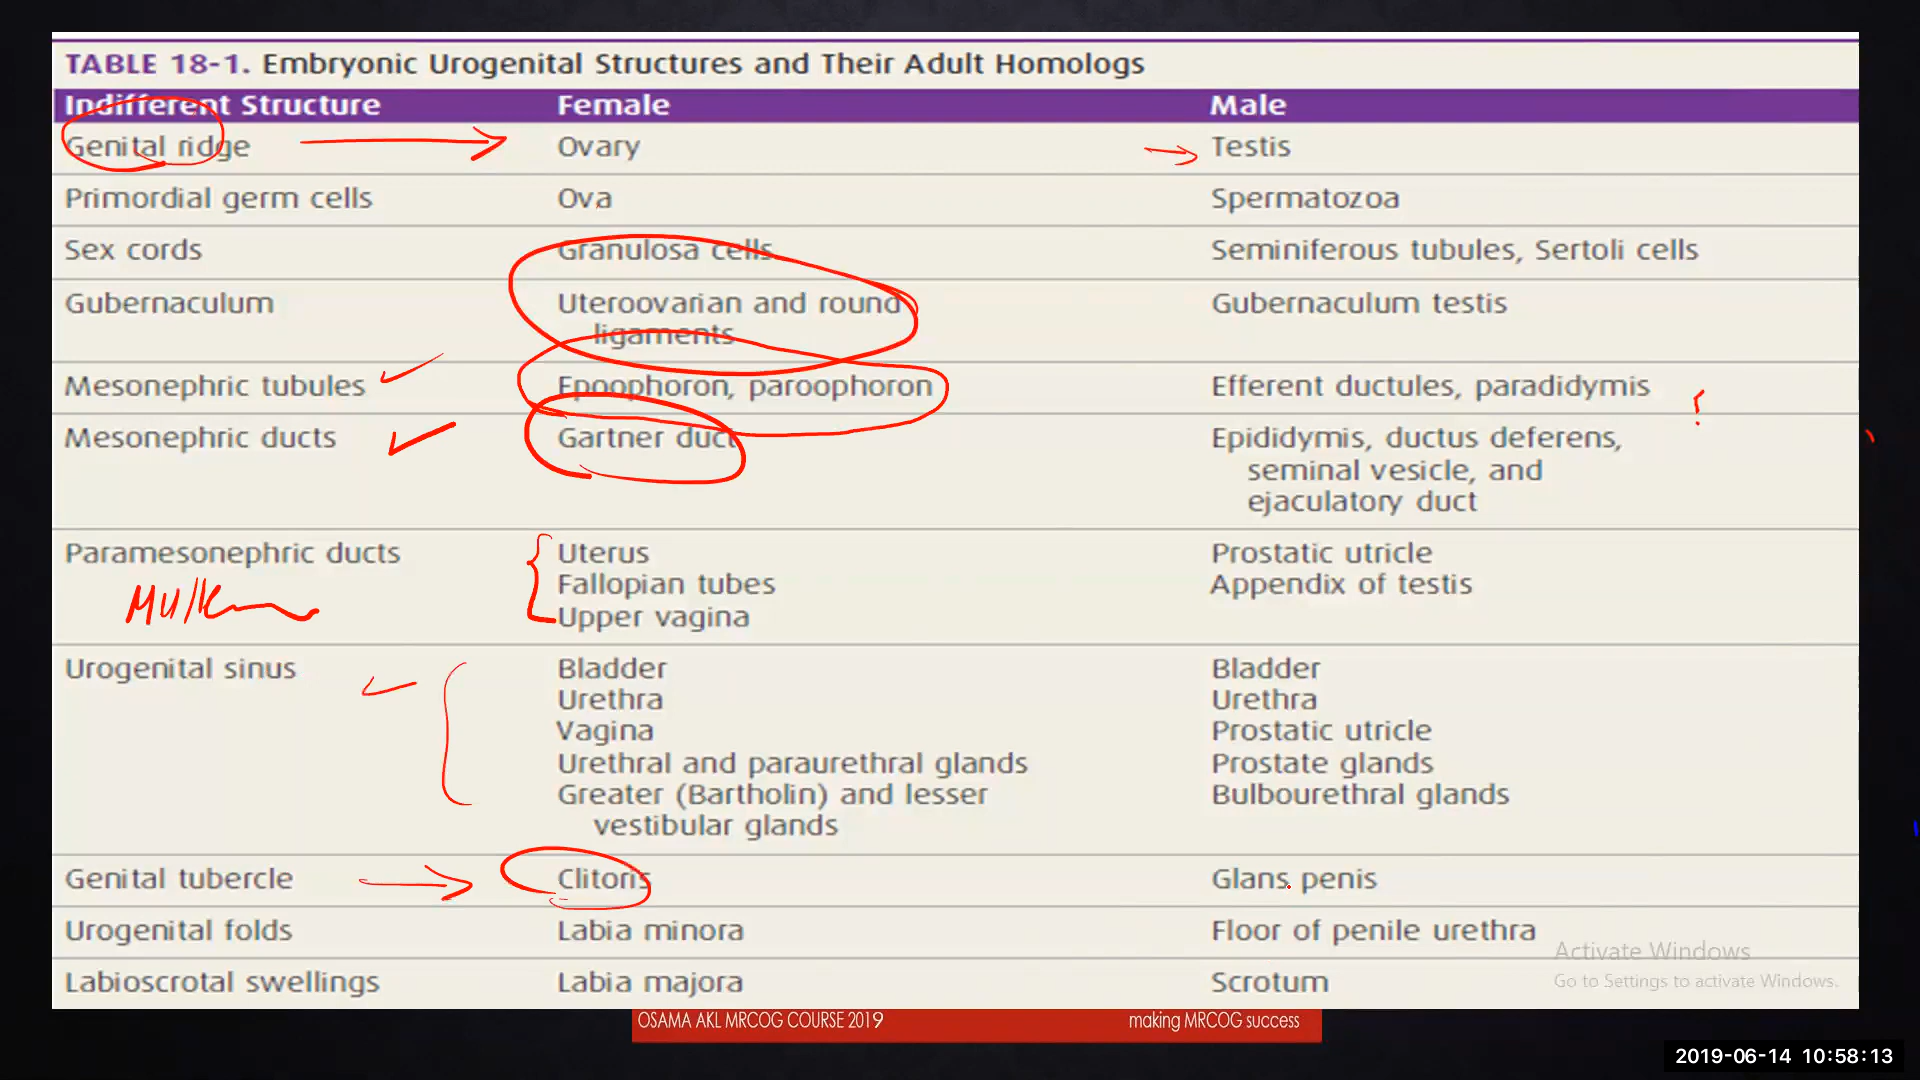 TABLE 18-1. Embryonic Urogenital Structures and Their Adult Homologs
Indifferent Structure Female Male
Genital ridge Ovary Testis
Primordial germ cells Ova Spermatozoa
Sex cords Granulosa cells Seminiferous tubules, Sertoli cells
Gubernaculum Uteroovarian and round Gubernaculum testis
ligaments
Mesonephric tubules Epoophoron, paroophoron Efferent ductules, paradidymis
Mesonephric ducts Gartner duct Epididymis, ductus deferens,
seminal vesicle, and
ejaculatory duct
Paramesonephric ducts Uterus Prostatic utricle
Fallopian tubes Appendix of testis
Upper vagina
Urogenital sinus Bladder Bladder
Urethra Urethra
Vagina Prostatic utricle
Urethral and paraurethral glands Prostate glands
Greater (Bartholin) and lesser Bulbourethral glands
vestibular glands
Genital tubercle Clitoris Glans penis
Urogenital folds Labia minora Floor of penile urethra
Labioscrotal swellings Labia majora Scrotum
Activate Windows
Go to Settings to activate Windows.
OSAMA AKL MRCOG COURSE 2019 making MRCOG success
2019-06-14 10:58:13